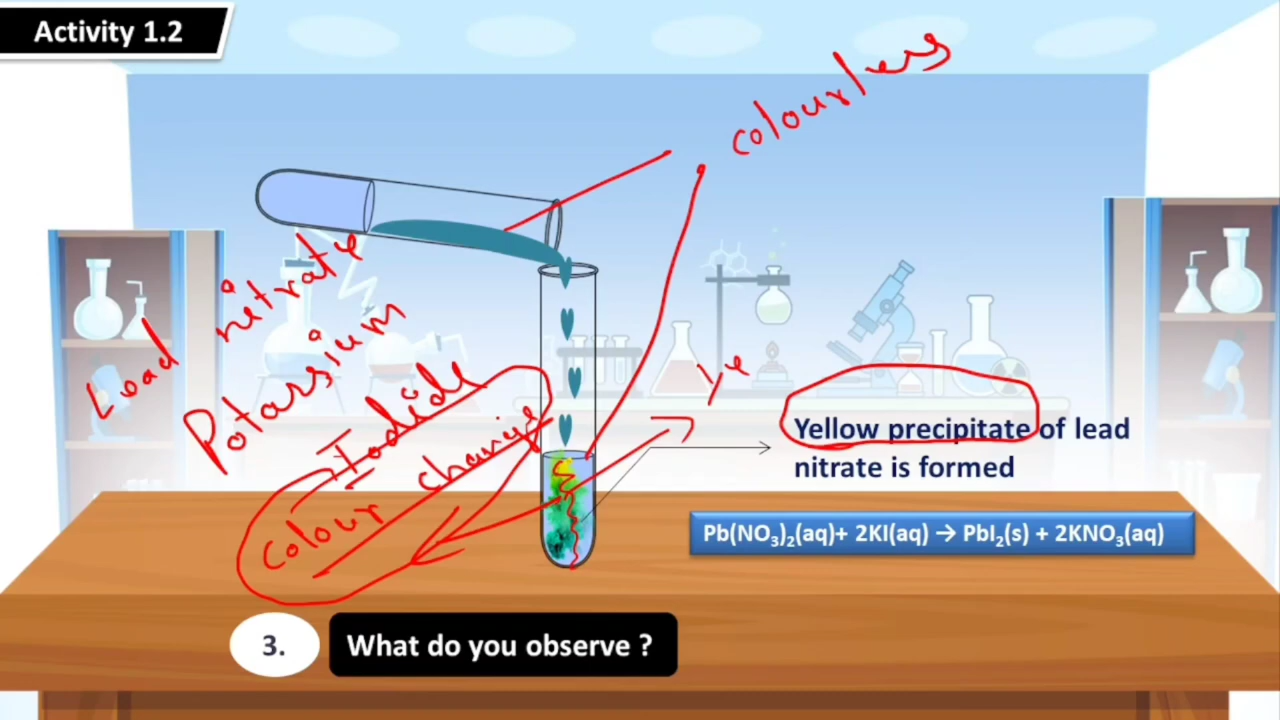 Activity 1.2
colourless
Lead nitrate
Potassium
Iodide
colour change
Yellow precipitate of lead
nitrate is formed
Pb(NO₃)₂(aq)+ 2KI(aq) → PbI₂(s) + 2KNO₃(aq)
3. What do you observe ?